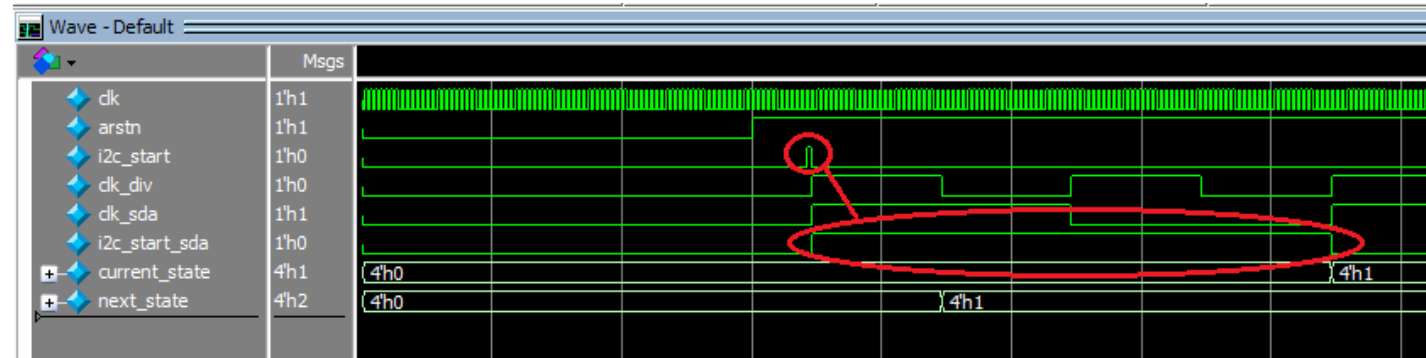 Wave - Default
Msgs
clk 1'h1
arstn 1'h1
i2c_start 1'h0
clk_div 1'h0
clk_sda 1'h1
i2c_start_sda 1'h0
current_state 4'h1 4'h0 4'h1
next_state 4'h2 4'h0 4'h1